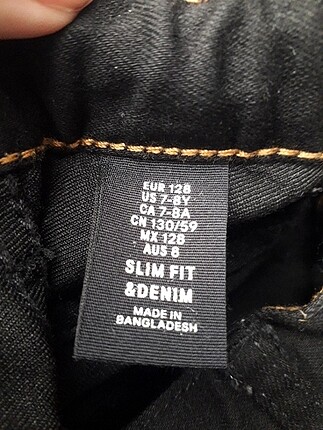 EUR 128
US 7-8Y
CA 7-8A
CN 130/59
MX 128
AUS 8
SLIM FIT
&DENIM
MADE IN
BANGLADESH